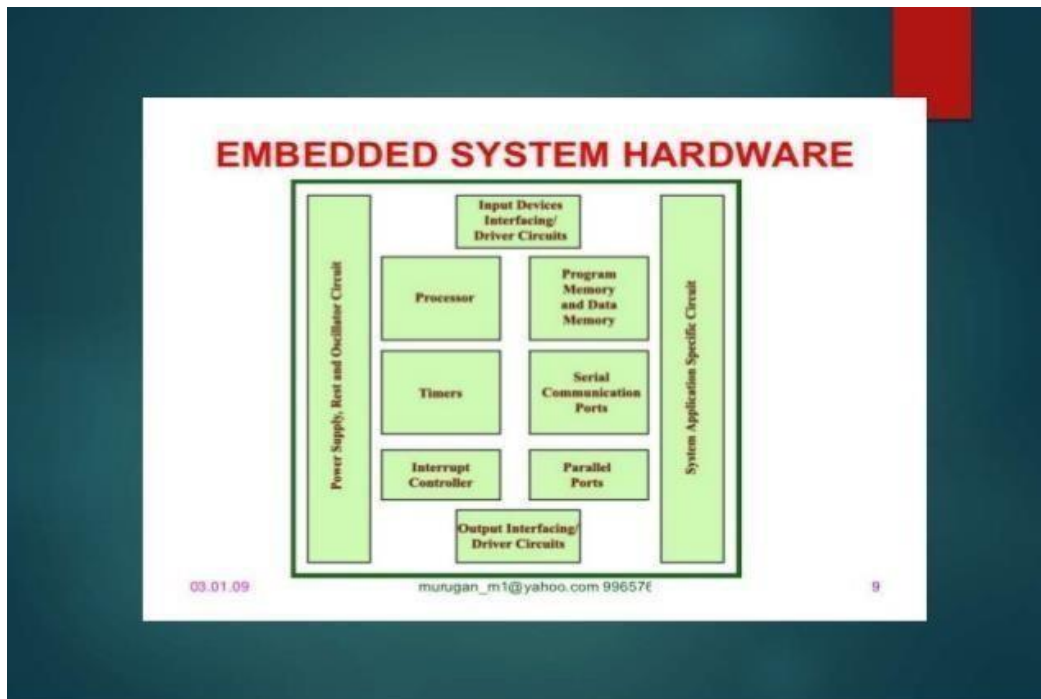 EMBEDDED SYSTEM HARDWARE
Input Devices
Interfacing/
Driver Circuits
Power Supply, Rest and Oscillator Circuit
Processor
Program
Memory
and Data
Memory
System Application Specific Circuit
Timers
Serial
Communication
Ports
Interrupt
Controller
Parallel
Ports
Output Interfacing/
Driver Circuits
03.01.09
murugan_m1@yahoo.com 996576
9